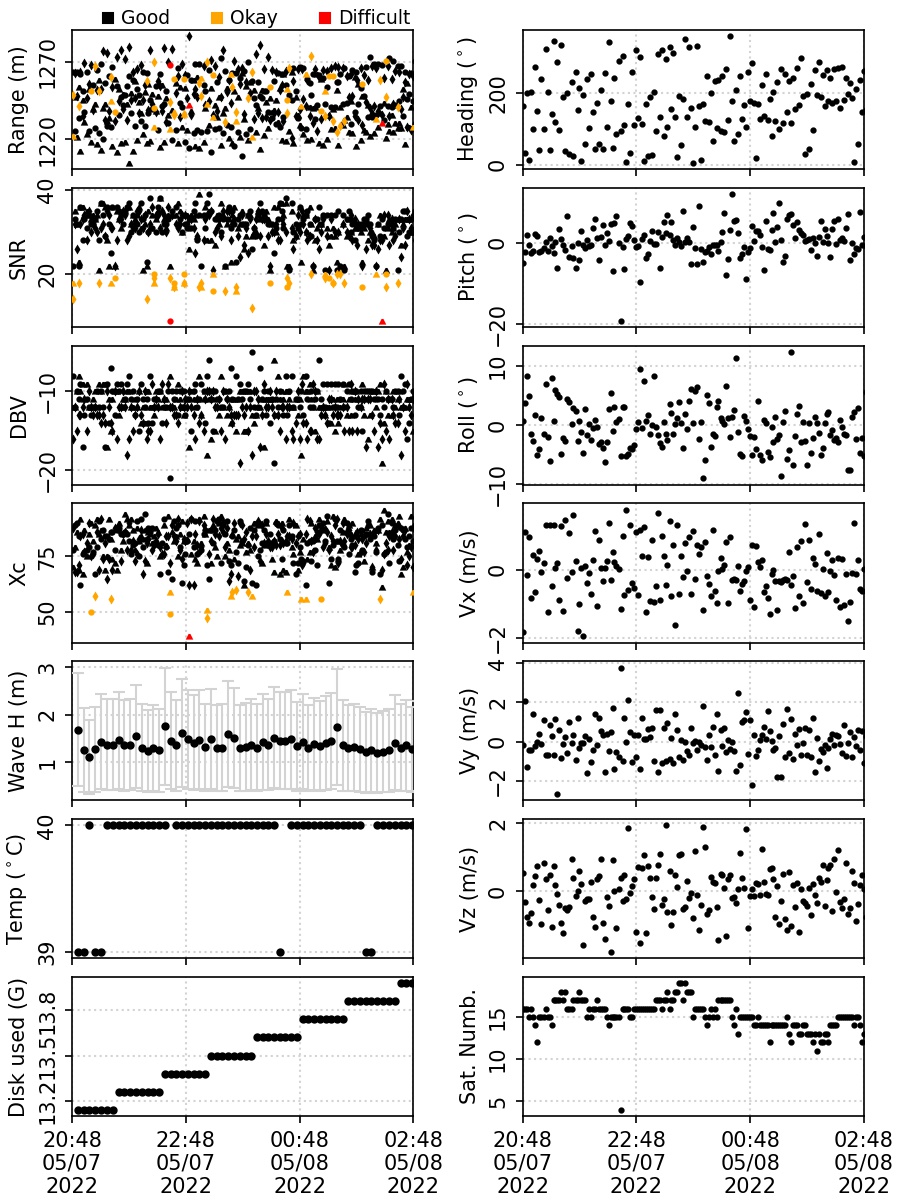 Good Okay Difficult
Range (m)
1270
1220
Heading (°)
200
0
SNR
40
20
Pitch (°)
0
−20
DBV
−10
−20
Roll (°)
10
0
−10
Xc
75
50
Vx (m/s)
0
−2
Wave H (m)
3
2
1
Vy (m/s)
4
2
0
−2
Temp (°C)
40
39
Vz (m/s)
2
0
Disk used (G)
13.8
13.5
13.2
Sat. Numb.
15
10
5
20:48 22:48 00:48 02:48
05/07 05/07 05/08 05/08
2022 2022 2022 2022
20:48 22:48 00:48 02:48
05/07 05/07 05/08 05/08
2022 2022 2022 2022